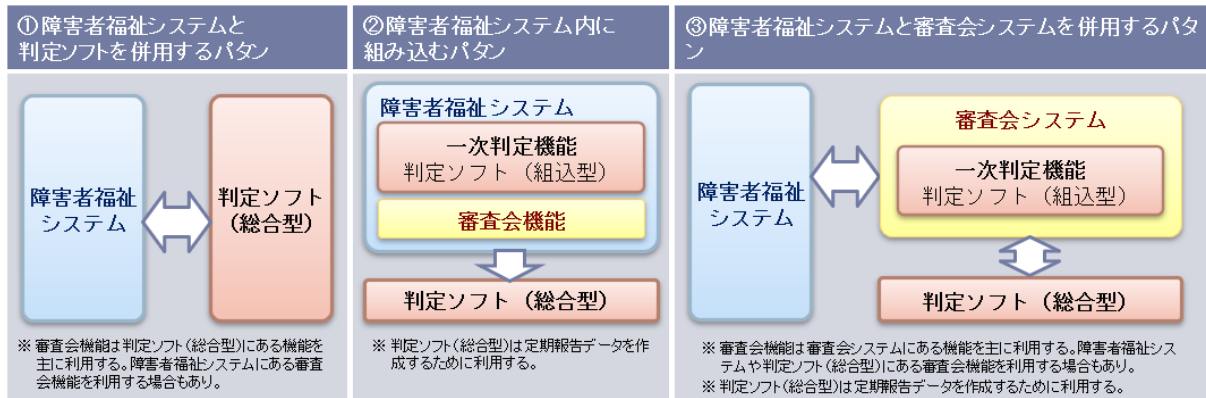 ①障害者福祉システムと
判定ソフトを併用するパタン
障害者福祉
システム
判定ソフト
(総合型)
※ 審査会機能は判定ソフト(総合型)にある機能を
主に利用する。障害者福祉システムにある審査
会機能を利用する場合もあり。
②障害者福祉システム内に
組み込むパタン
障害者福祉システム
一次判定機能
判定ソフト（組込型）
審査会機能
判定ソフト（総合型）
※ 判定ソフト(総合型)は定期報告データを作
成するために利用する。
③障害者福祉システムと審査会システムを併用するパタ
ン
障害者福祉
システム
審査会システム
一次判定機能
判定ソフト（組込型）
判定ソフト（総合型）
※ 審査会機能は審査会システムにある機能を主に利用する。障害者福祉シス
テムや判定ソフト(総合型)にある審査会機能を利用する場合もあり。
※ 判定ソフト(総合型)は定期報告データを作成するために利用する。